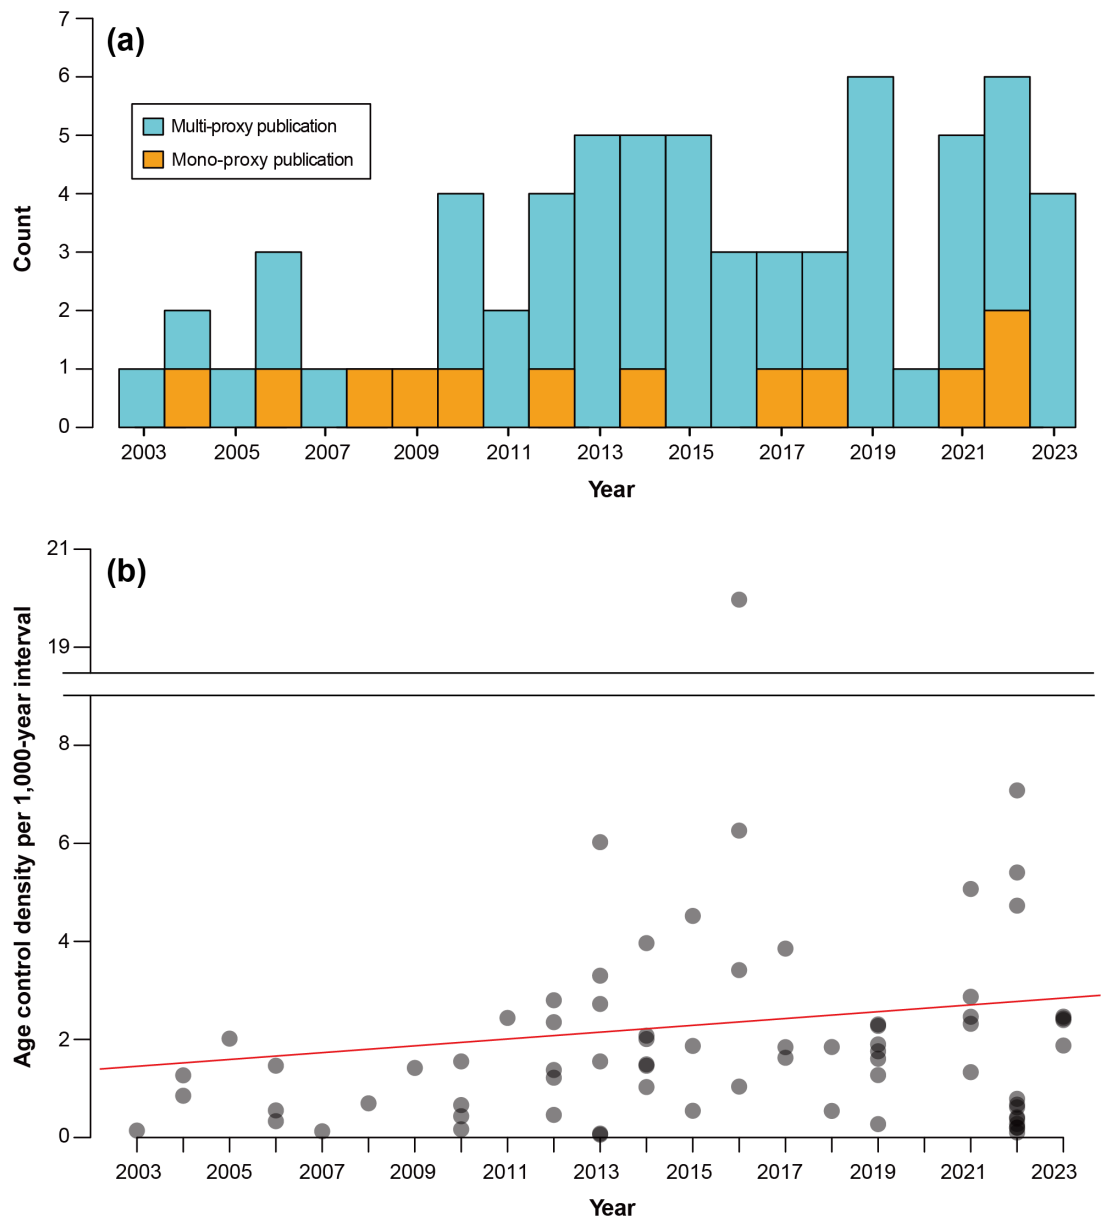 (a)
7
6
5
4
3
2
1
0
Count
Multi-proxy publication
Mono-proxy publication
2003 2005 2007 2009 2011 2013 2015 2017 2019 2021 2023
Year
(b)
21
19
8
6
4
2
0
Age control density per 1,000-year interval
2003 2005 2007 2009 2011 2013 2015 2017 2019 2021 2023
Year